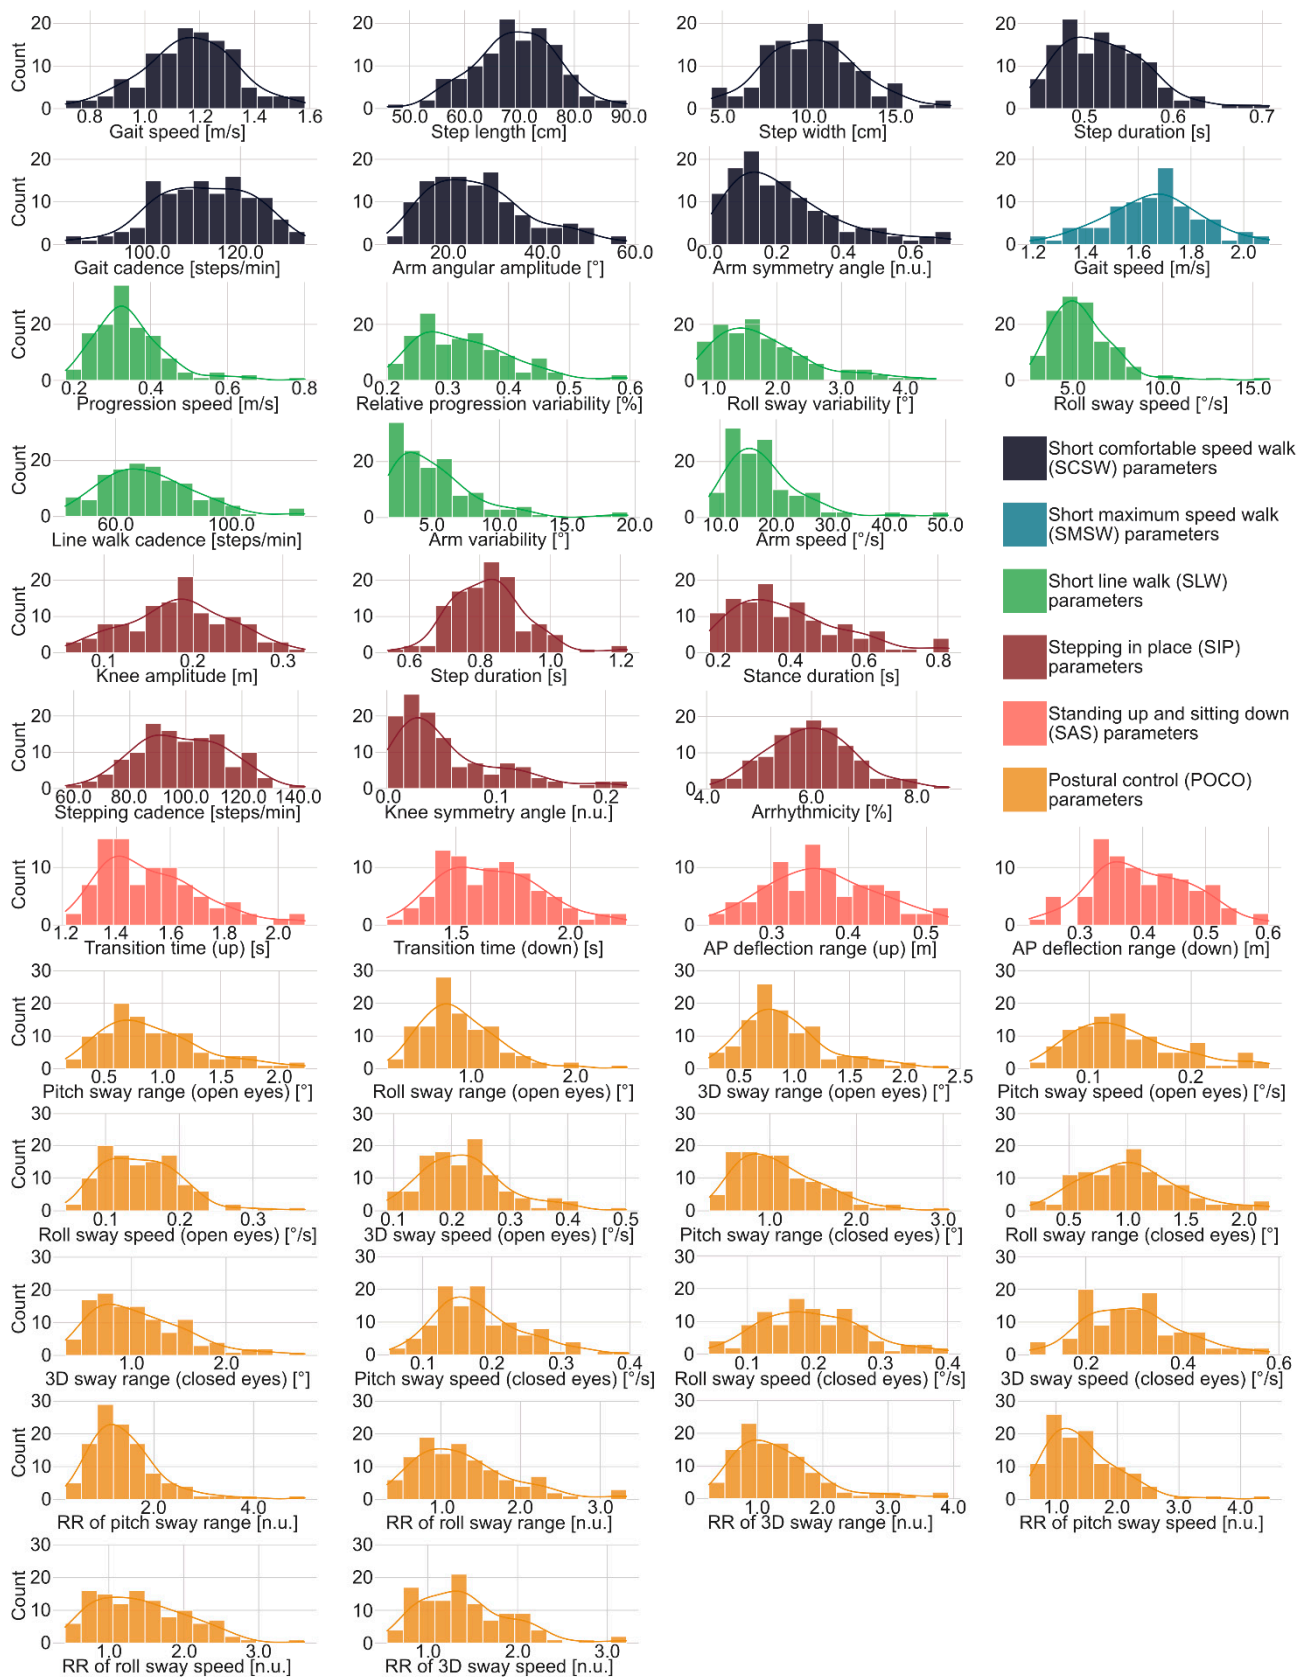 20
10
0
Count
0.8 1.0 1.2 1.4 1.6
Gait speed [m/s]
20
10
0
50.0 60.0 70.0 80.0 90.0
Step length [cm]
20
10
0
5.0 10.0 15.0
Step width [cm]
20
10
0
0.5 0.6 0.7
Step duration [s]
20
10
0
Count
100.0 120.0
Gait cadence [steps/min]
20
10
0
20.0 40.0 60.0
Arm angular amplitude [°]
20
10
0
0.0 0.2 0.4 0.6
Arm symmetry angle [n.u.]
20
10
0
1.2 1.4 1.6 1.8 2.0
Gait speed [m/s]
20
0
Count
0.2 0.4 0.6 0.8
Progression speed [m/s]
20
0
0.2 0.3 0.4 0.5 0.6
Relative progression variability [%]
20
0
1.0 2.0 3.0 4.0
Roll sway variability [°]
20
0
5.0 10.0 15.0
Roll sway speed [°/s]
20
0
Count
60.0 100.0
Line walk cadence [steps/min]
20
0
5.0 10.0 15.0 20.0
Arm variability [°]
20
0
10.0 20.0 30.0 40.0 50.0
Arm speed [°/s]
Short comfortable speed walk
(SCSW) parameters
Short maximum speed walk
(SMSW) parameters
Short line walk (SLW)
parameters
Stepping in place (SIP)
parameters
Standing up and sitting down
(SAS) parameters
Postural control (POCO)
parameters
20
10
0
Count
0.1 0.2 0.3
Knee amplitude [m]
20
10
0
0.6 0.8 1.0 1.2
Step duration [s]
20
10
0
0.2 0.4 0.6 0.8
Stance duration [s]
20
10
0
Count
60.0 80.0 100.0 120.0 140.0
Stepping cadence [steps/min]
20
10
0
0.0 0.1 0.2
Knee symmetry angle [n.u.]
20
10
0
4.0 6.0 8.0
Arrhythmicity [%]
10
0
Count
1.2 1.4 1.6 1.8 2.0
Transition time (up) [s]
10
0
1.5 2.0
Transition time (down) [s]
10
0
0.3 0.4 0.5
AP deflection range (up) [m]
10
0
0.3 0.4 0.5 0.6
AP deflection range (down) [m]
30
20
10
0
Count
0.5 1.0 1.5 2.0
Pitch sway range (open eyes) [°]
30
20
10
0
1.0 2.0
Roll sway range (open eyes) [°]
30
20
10
0
0.5 1.0 1.5 2.0 2.5
3D sway range (open eyes) [°]
30
20
10
0
0.1 0.2
Pitch sway speed (open eyes) [°/s]
30
20
10
0
Count
0.1 0.2 0.3
Roll sway speed (open eyes) [°/s]
30
20
10
0
0.1 0.2 0.3 0.4 0.5
3D sway speed (open eyes) [°/s]
30
20
10
0
1.0 2.0 3.0
Pitch sway range (closed eyes) [°]
30
20
10
0
0.5 1.0 1.5 2.0
Roll sway range (closed eyes) [°]
30
20
10
0
Count
1.0 2.0
3D sway range (closed eyes) [°]
30
20
10
0
0.1 0.2 0.3 0.4
Pitch sway speed (closed eyes) [°/s]
30
20
10
0
0.1 0.2 0.3 0.4
Roll sway speed (closed eyes) [°/s]
30
20
10
0
0.2 0.4 0.6
3D sway speed (closed eyes) [°/s]
30
20
10
0
Count
2.0 4.0
RR of pitch sway range [n.u.]
30
20
10
0
1.0 2.0 3.0
RR of roll sway range [n.u.]
30
20
10
0
1.0 2.0 3.0 4.0
RR of 3D sway range [n.u.]
30
20
10
0
1.0 2.0 3.0 4.0
RR of pitch sway speed [n.u.]
30
20
10
0
Count
1.0 2.0 3.0
RR of roll sway speed [n.u.]
30
20
10
0
1.0 2.0 3.0
RR of 3D sway speed [n.u.]